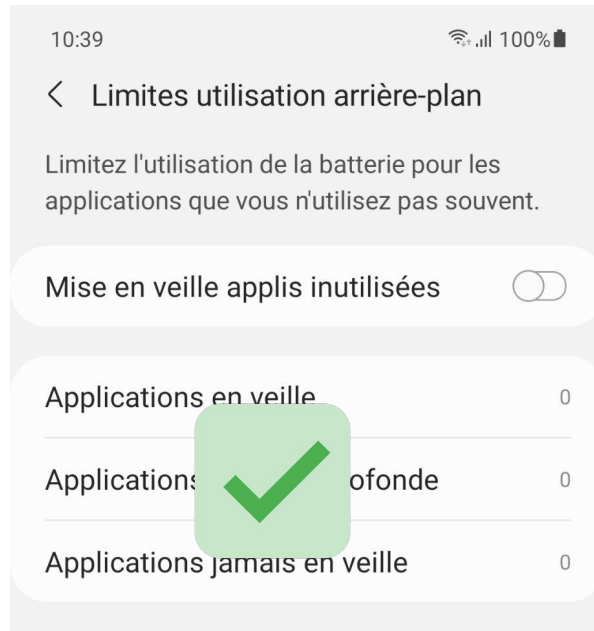 10:39 100%
Limites utilisation arrière-plan
Limitez l'utilisation de la batterie pour les
applications que vous n'utilisez pas souvent.
Mise en veille applis inutilisées
Applications en veille 0
Applications 0
Applications jamais en veille 0